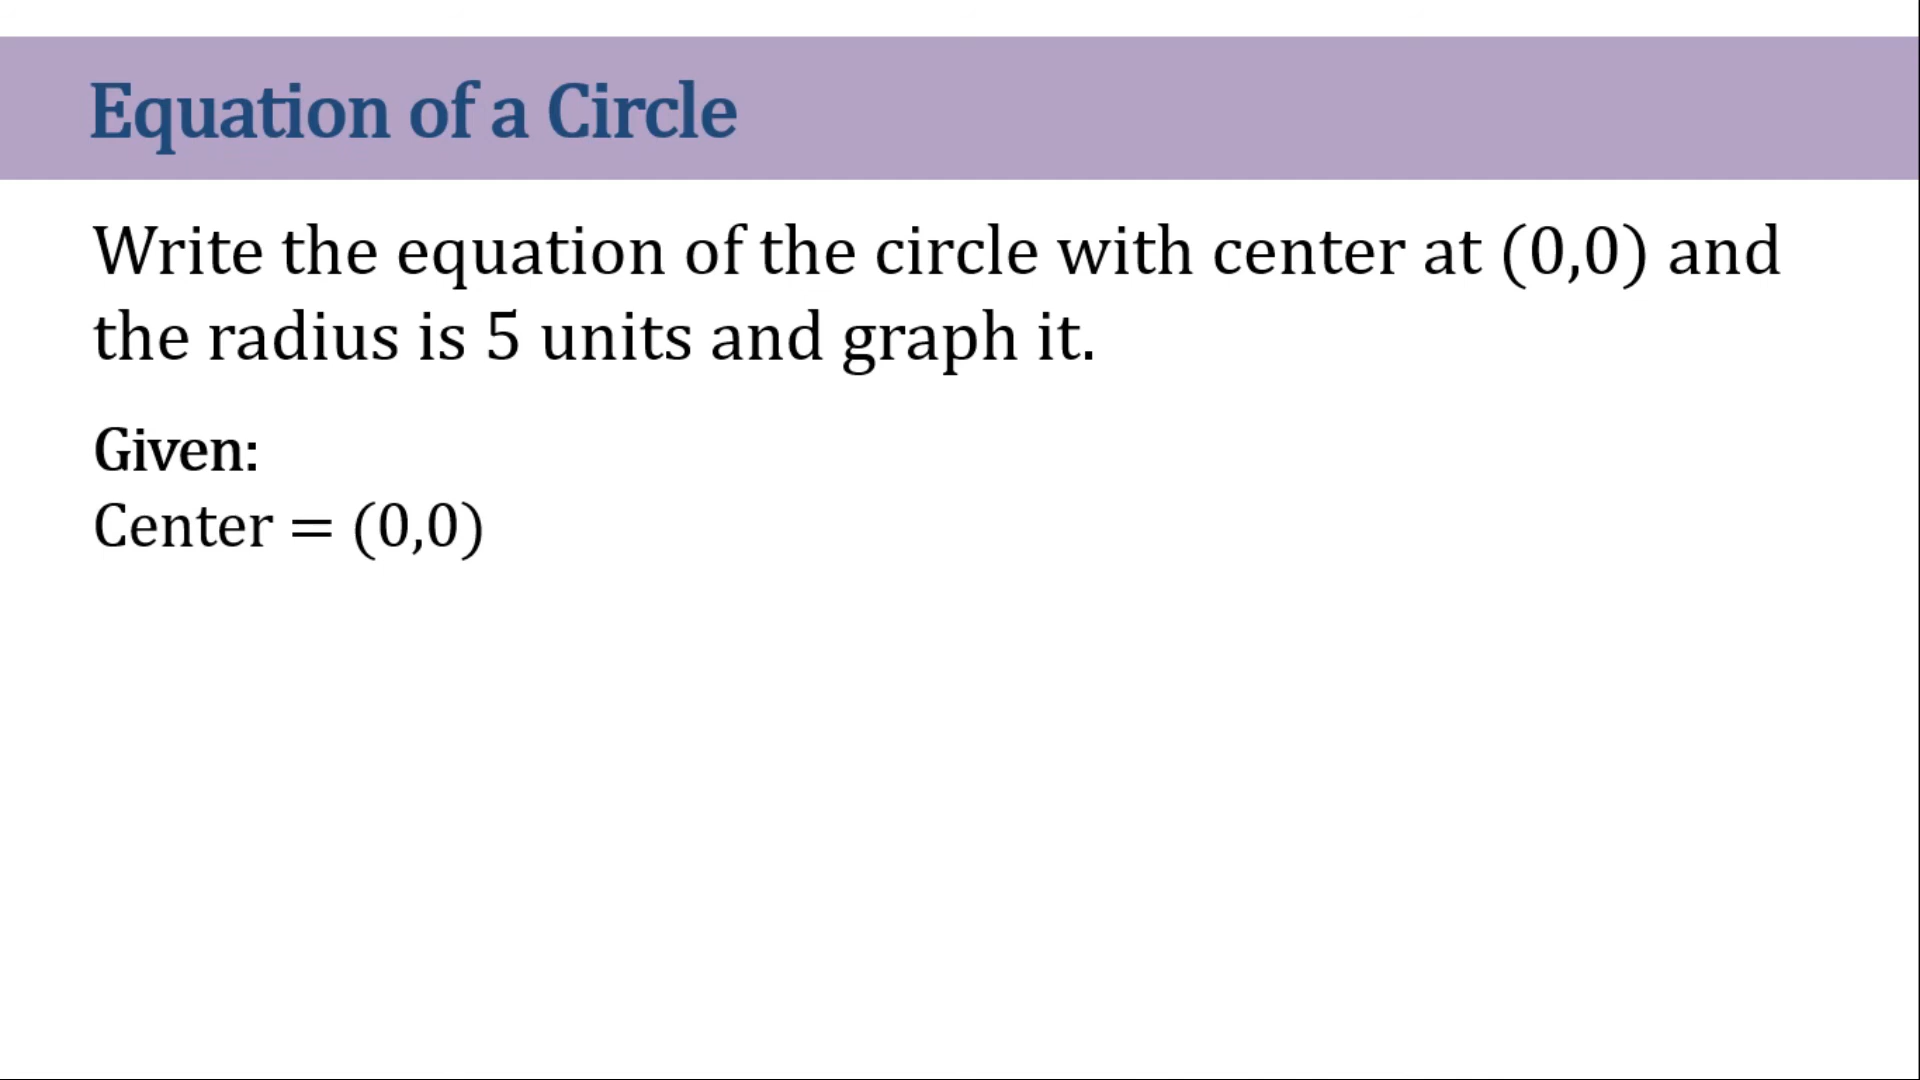 Equation of a Circle
Write the equation of the circle with center at (0,0) and
the radius is 5 units and graph it.
Given:
Center = (0,0)